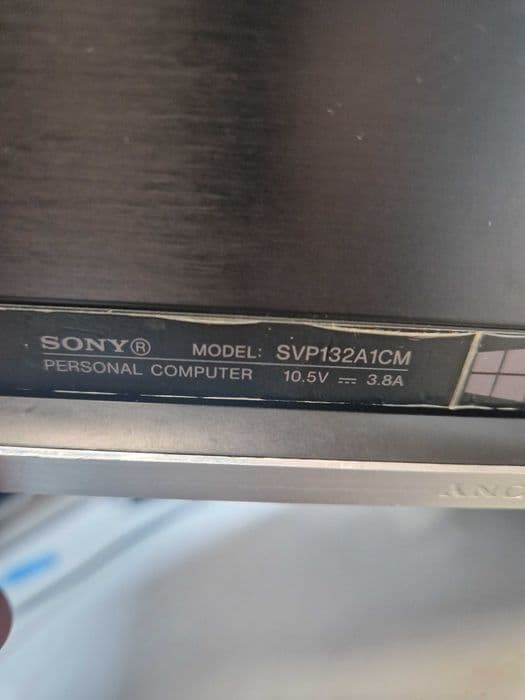 SONY® MODEL: SVP132A1CM
PERSONAL COMPUTER 10.5V ⎓ 3.8A